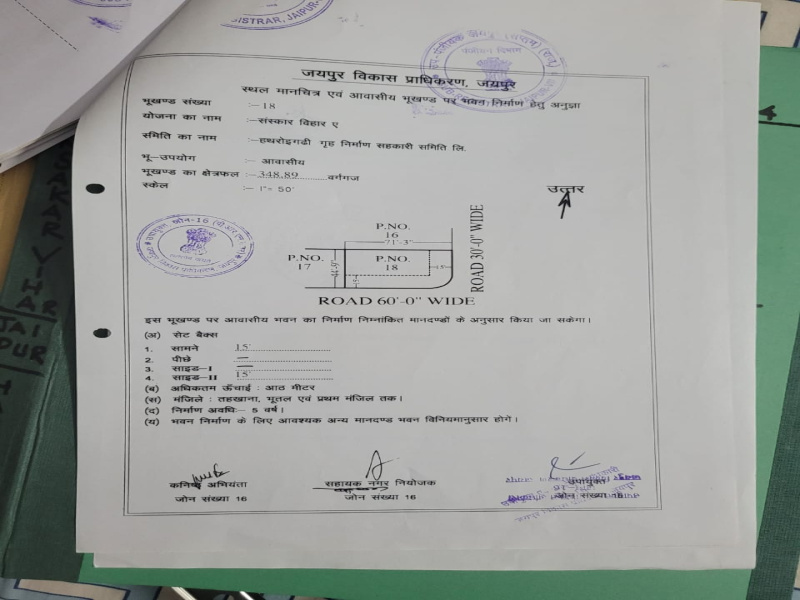 ISTRAR, JAIPUR
जयपुर विकास प्राधिकरण, जयपुर
स्थल मानचित्र एवं आवासीय भूखण्ड पर भवन निर्माण हेतु अनुज्ञा
भूखण्ड संख्या :- 18
योजना का नाम :- संस्कार विहार ए
समिति का नाम :- हथरोईगढी गृह निर्माण सहकारी समिति लि.
भू-उपयोग :- आवासीय
भूखण्ड का क्षेत्रफल :- 348.89 वर्गगज
स्केल :- 1"= 50'
उत्तर
P.NO. 16
71'-3"
P.NO. 17
44'-9"
P.NO. 18
15'
ROAD 30'-0" WIDE
ROAD 60'-0" WIDE
इस भूखण्ड पर आवासीय भवन का निर्माण निम्नांकित मानदण्डों के अनुसार किया जा सकेगा।
(अ) सेट बैक्स
1. सामने 15'
2. पीछे —
3. साइड-I —
4. साइड-II 15'
(ब) अधिकतम ऊँचाई : आठ मीटर
(स) मंजिले : तहखाना, भूतल एवं प्रथम मंजिल तक।
(द) निर्माण अवधि:- 5 वर्ष।
(य) भवन निर्माण के लिए आवश्यक अन्य मानदण्ड भवन विनियमानुसार होगें।
कनिष्ठ अभियंता
जोन संख्या 16
सहायक नगर नियोजक
जोन संख्या 16
उपायुक्त
जोन संख्या 16